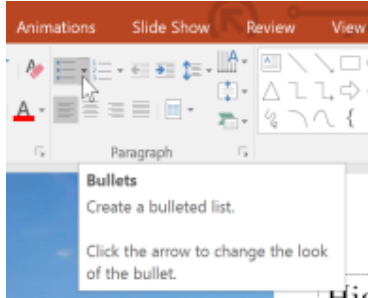 Animations Slide Show Review View
A
A
Paragraph
Bullets
Create a bulleted list.
Click the arrow to change the look
of the bullet.